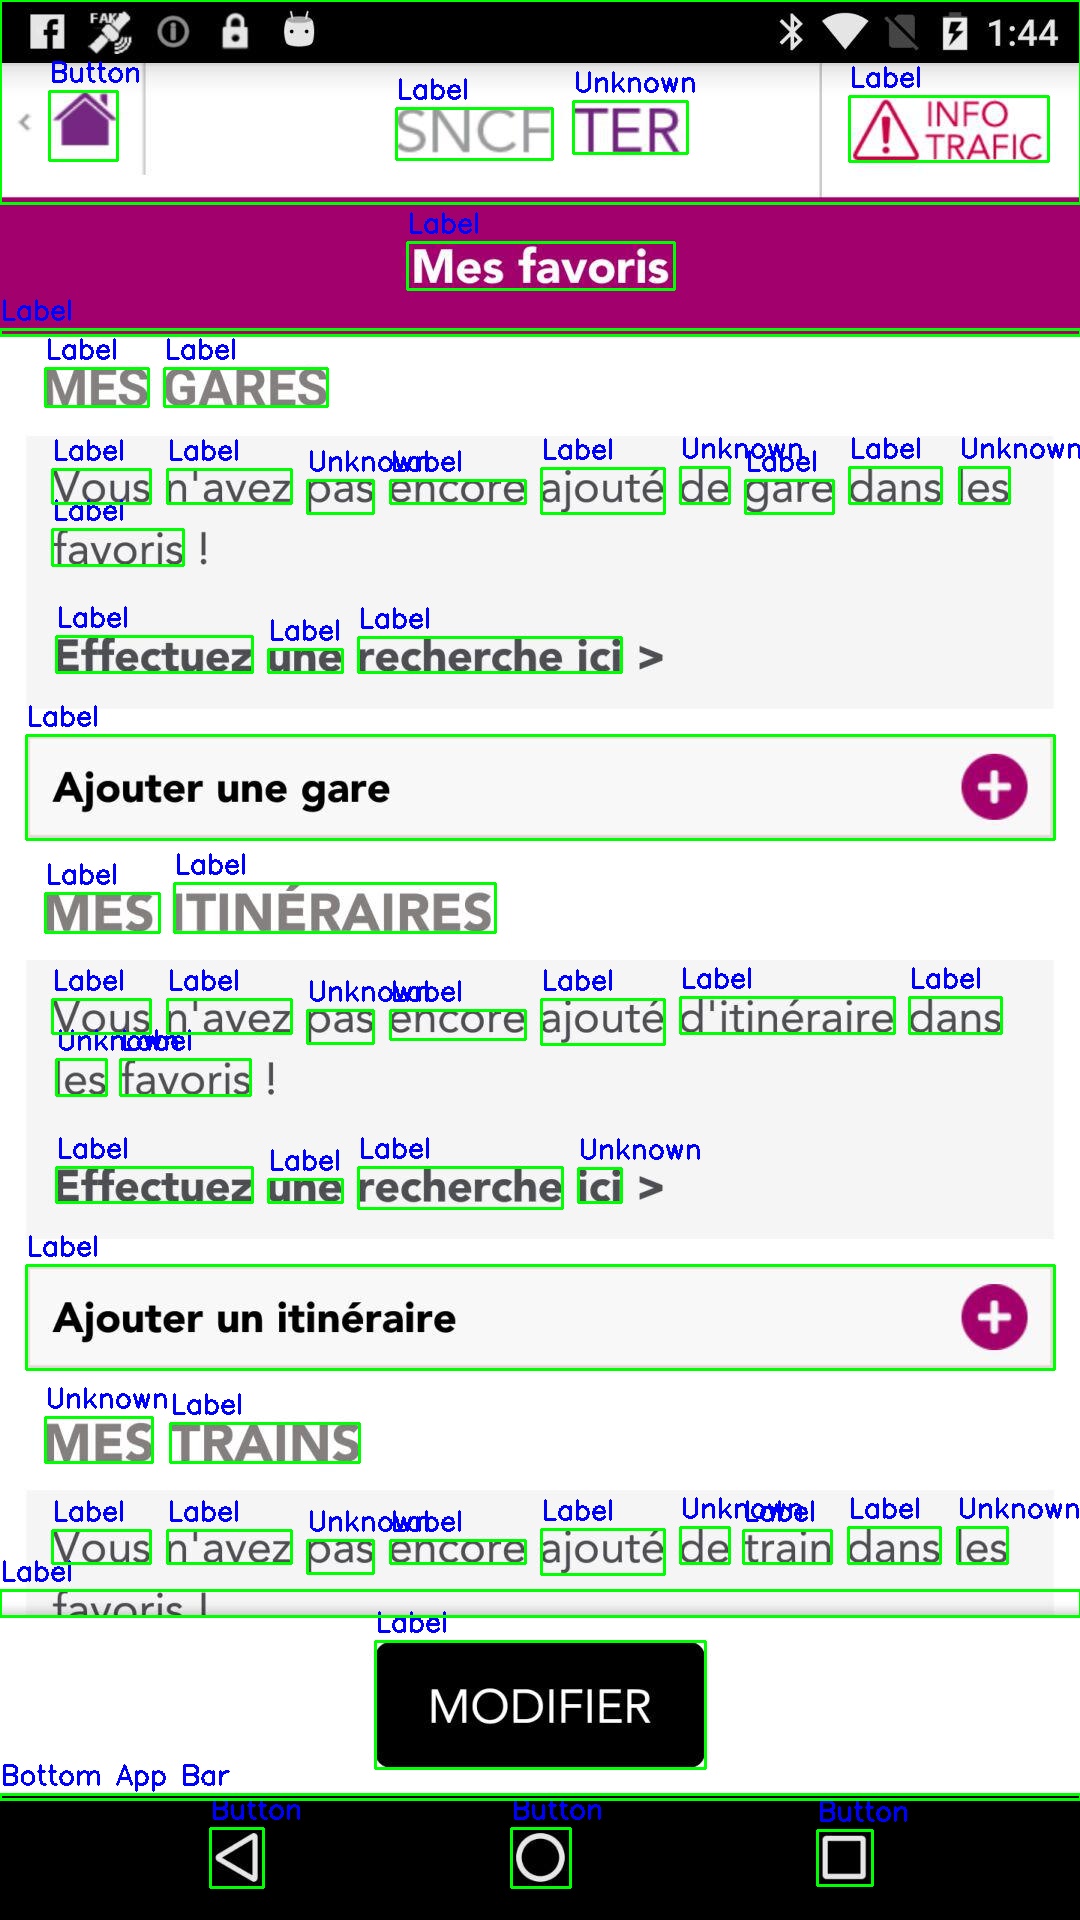 FAKE
1:44
Button
Label
Unknown
Label
SNCF TER
INFO
TRAFIC
Label
Mes favoris
Label
Label Label
MES GARES
Label Label Unknown Label Label Unknown Label Label Unknown
Vous n'avez pas encore ajouté de gare dans les
Label
favoris !
Label Label Label
Effectuez une recherche ici >
Label
Ajouter une gare
Label Label
MES ITINÉRAIRES
Label Label Unknown Label Label Label Label
Vous n'avez pas encore ajouté d'itinéraire dans
Unknown Label
les favoris !
Label Label Label Unknown
Effectuez une recherche ici >
Label
Ajouter un itinéraire
Unknown Label
MES TRAINS
Label Label Unknown Label Label Unknown Label Label Unknown
Vous n'avez pas encore ajouté de train dans les
Label
favoris !
Label
MODIFIER
Bottom App Bar
Button Button Button